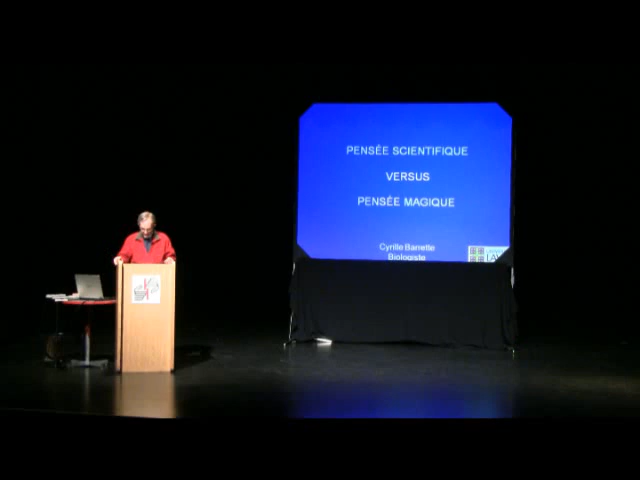 PENSÉE SCIENTIFIQUE
VERSUS
PENSÉE MAGIQUE
Cyrille Barrette
Biologiste